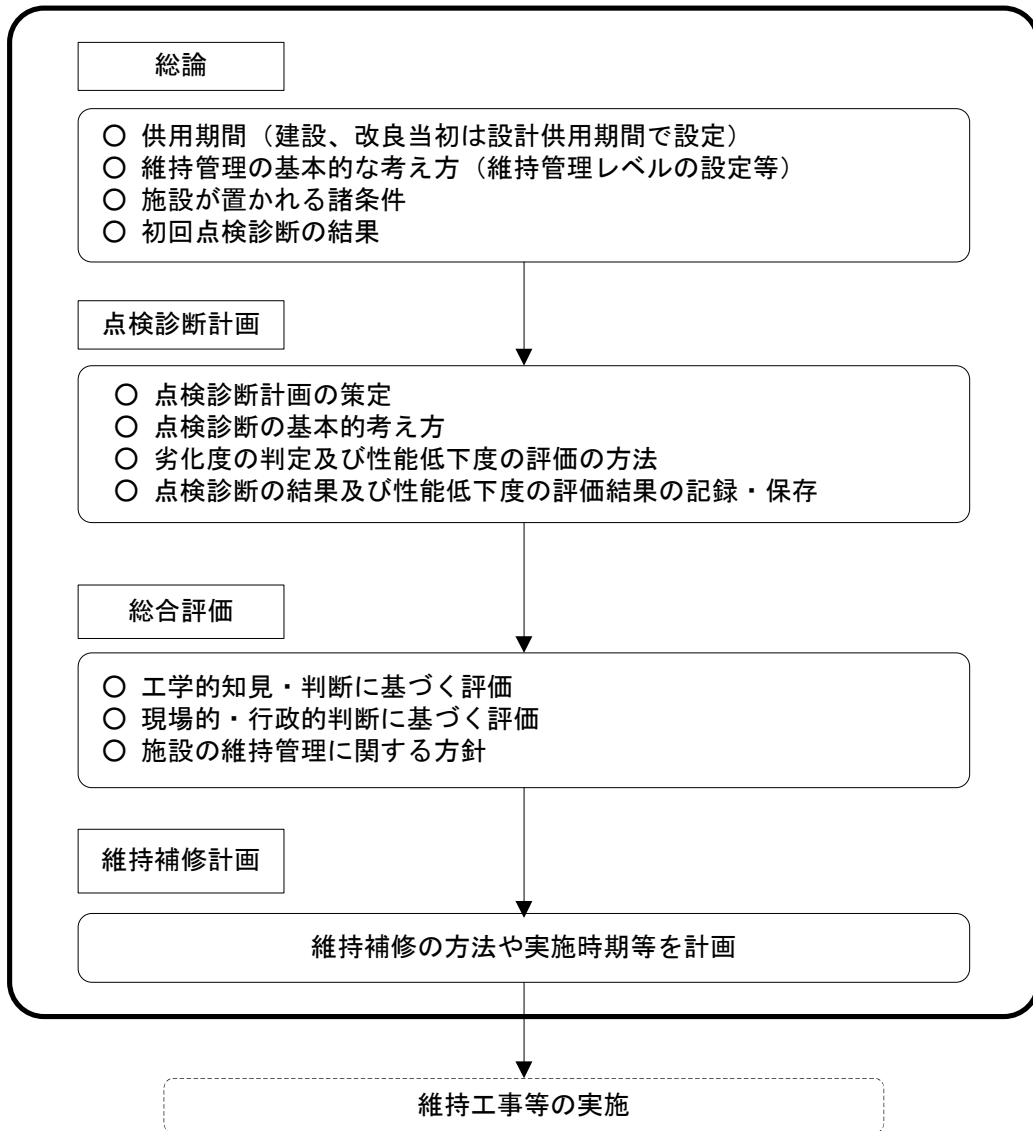 総論
〇 供用期間（建設、改良当初は設計供用期間で設定）
〇 維持管理の基本的な考え方（維持管理レベルの設定等）
〇 施設が置かれる諸条件
〇 初回点検診断の結果
点検診断計画
〇 点検診断計画の策定
〇 点検診断の基本的考え方
〇 劣化度の判定及び性能低下度の評価の方法
〇 点検診断の結果及び性能低下度の評価結果の記録・保存
総合評価
〇 工学的知見・判断に基づく評価
〇 現場的・行政的判断に基づく評価
〇 施設の維持管理に関する方針
維持補修計画
維持補修の方法や実施時期等を計画
維持工事等の実施